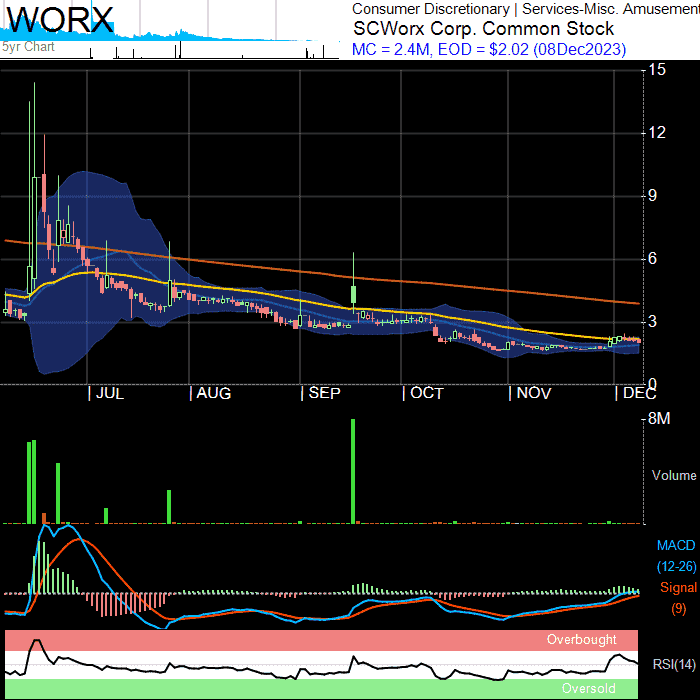 WORX
5yr Chart
Consumer Discretionary | Services-Misc. Amusement
SCWorx Corp. Common Stock
MC = 2.4M, EOD = $2.02 (08Dec2023)
15
12
9
6
3
0
| JUL
| AUG
| SEP
| OCT
| NOV
| DEC
8M
Volume
MACD
(12-26)
Signal
(9)
Overbought
RSI(14)
Oversold